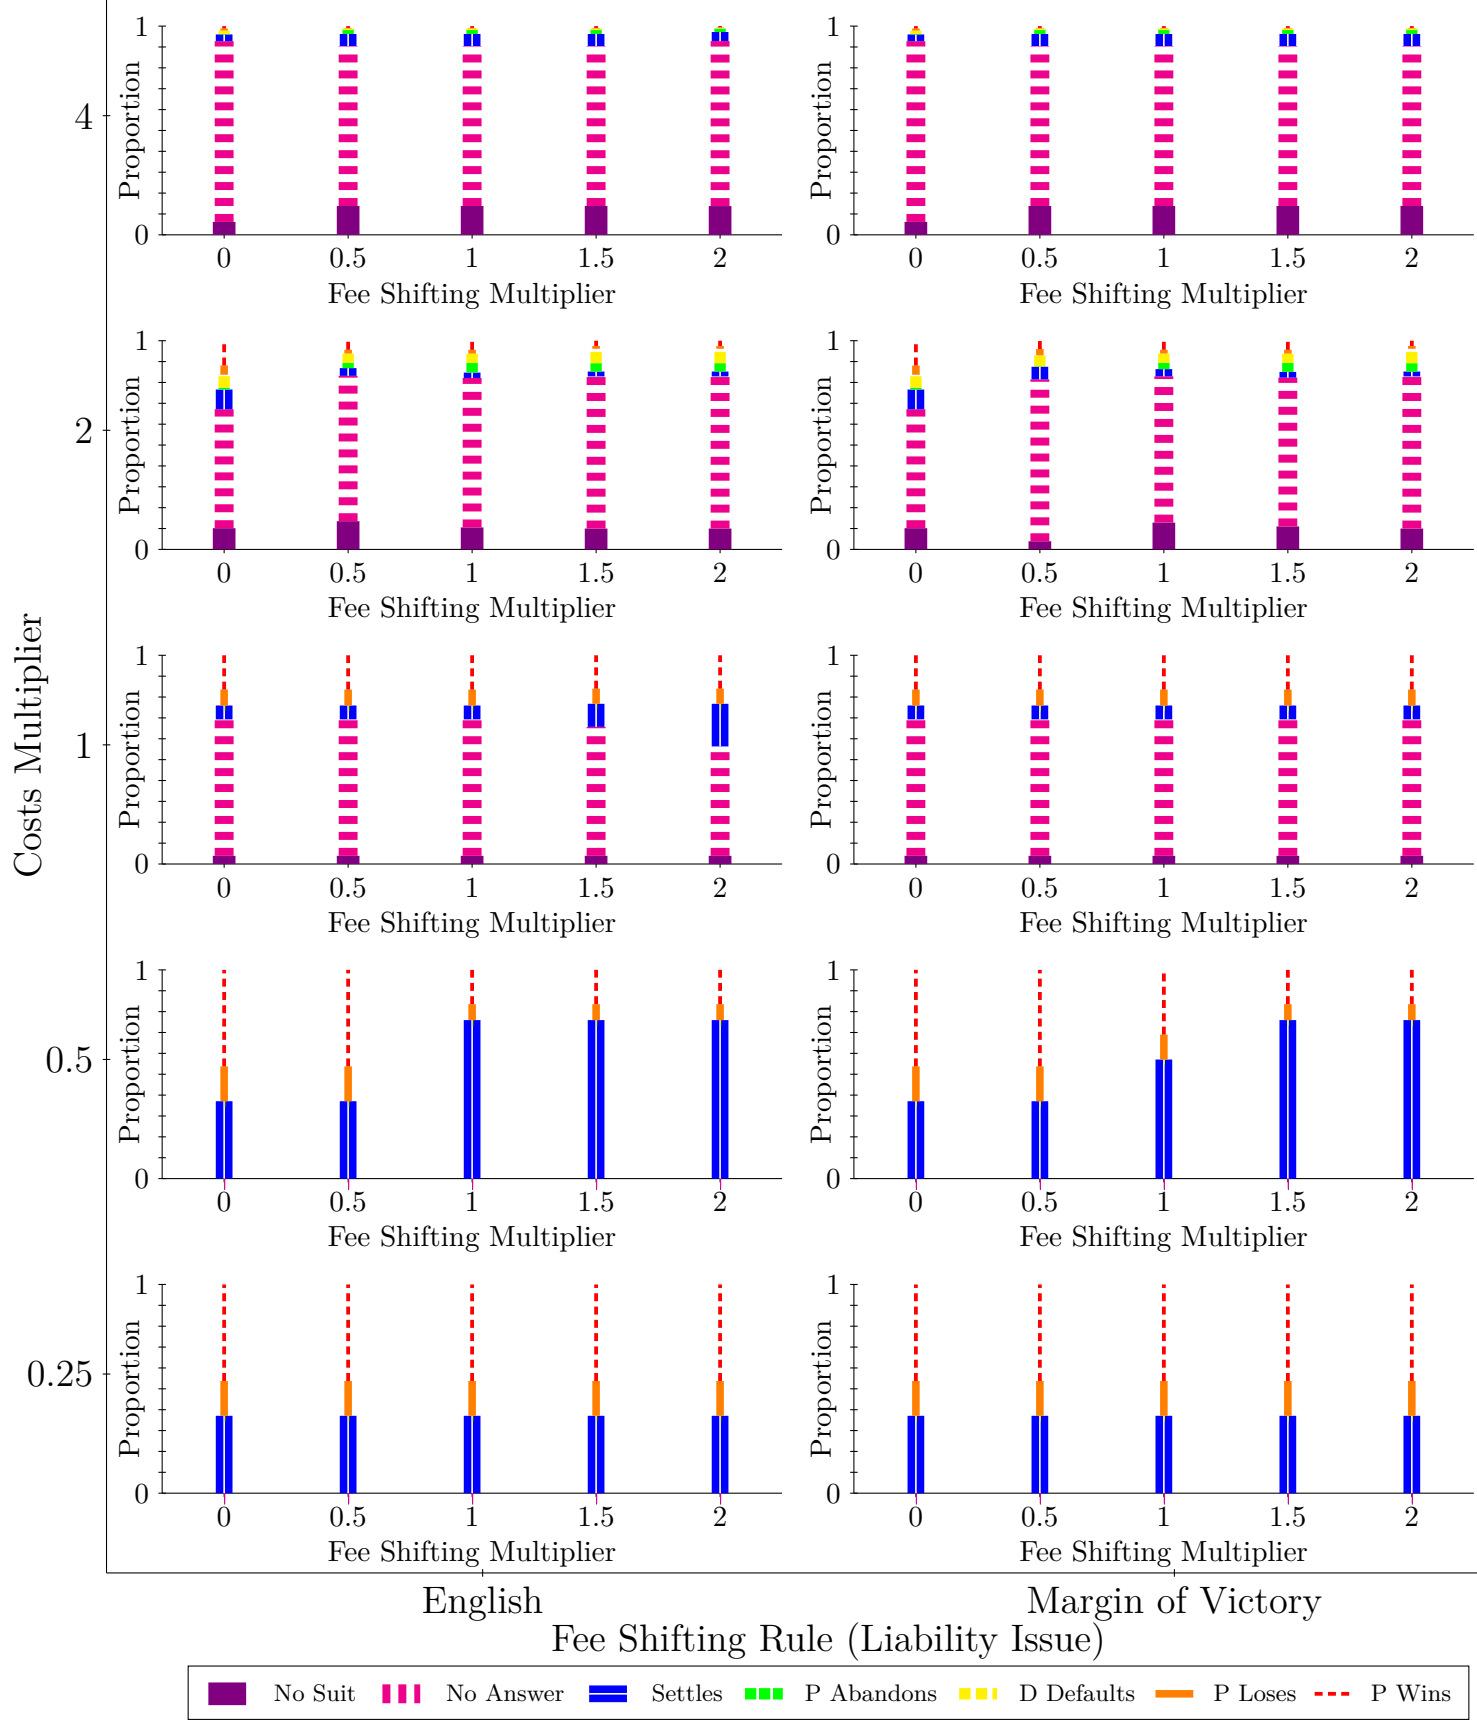 1
Proportion
0
0 0.5 1 1.5 2
Fee Shifting Multiplier
1
Proportion
0
0 0.5 1 1.5 2
Fee Shifting Multiplier
4
1
Proportion
0
0 0.5 1 1.5 2
Fee Shifting Multiplier
1
Proportion
0
0 0.5 1 1.5 2
Fee Shifting Multiplier
2
Costs Multiplier
1
Proportion
0
0 0.5 1 1.5 2
Fee Shifting Multiplier
1
Proportion
0
0 0.5 1 1.5 2
Fee Shifting Multiplier
1
1
Proportion
0
0 0.5 1 1.5 2
Fee Shifting Multiplier
1
Proportion
0
0 0.5 1 1.5 2
Fee Shifting Multiplier
0.5
1
Proportion
0
0 0.5 1 1.5 2
Fee Shifting Multiplier
1
Proportion
0
0 0.5 1 1.5 2
Fee Shifting Multiplier
0.25
English Margin of Victory
Fee Shifting Rule (Liability Issue)
No Suit No Answer Settles P Abandons D Defaults P Loses P Wins